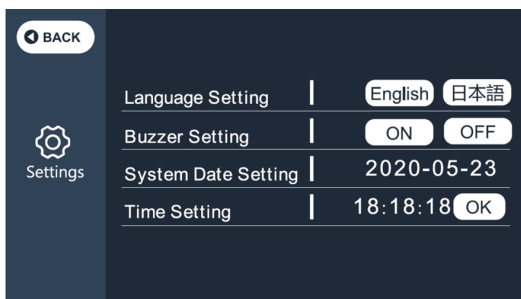 BACK
Language Setting English 日本語
Buzzer Setting ON OFF
Settings
System Date Setting 2020-05-23
Time Setting 18:18:18 OK